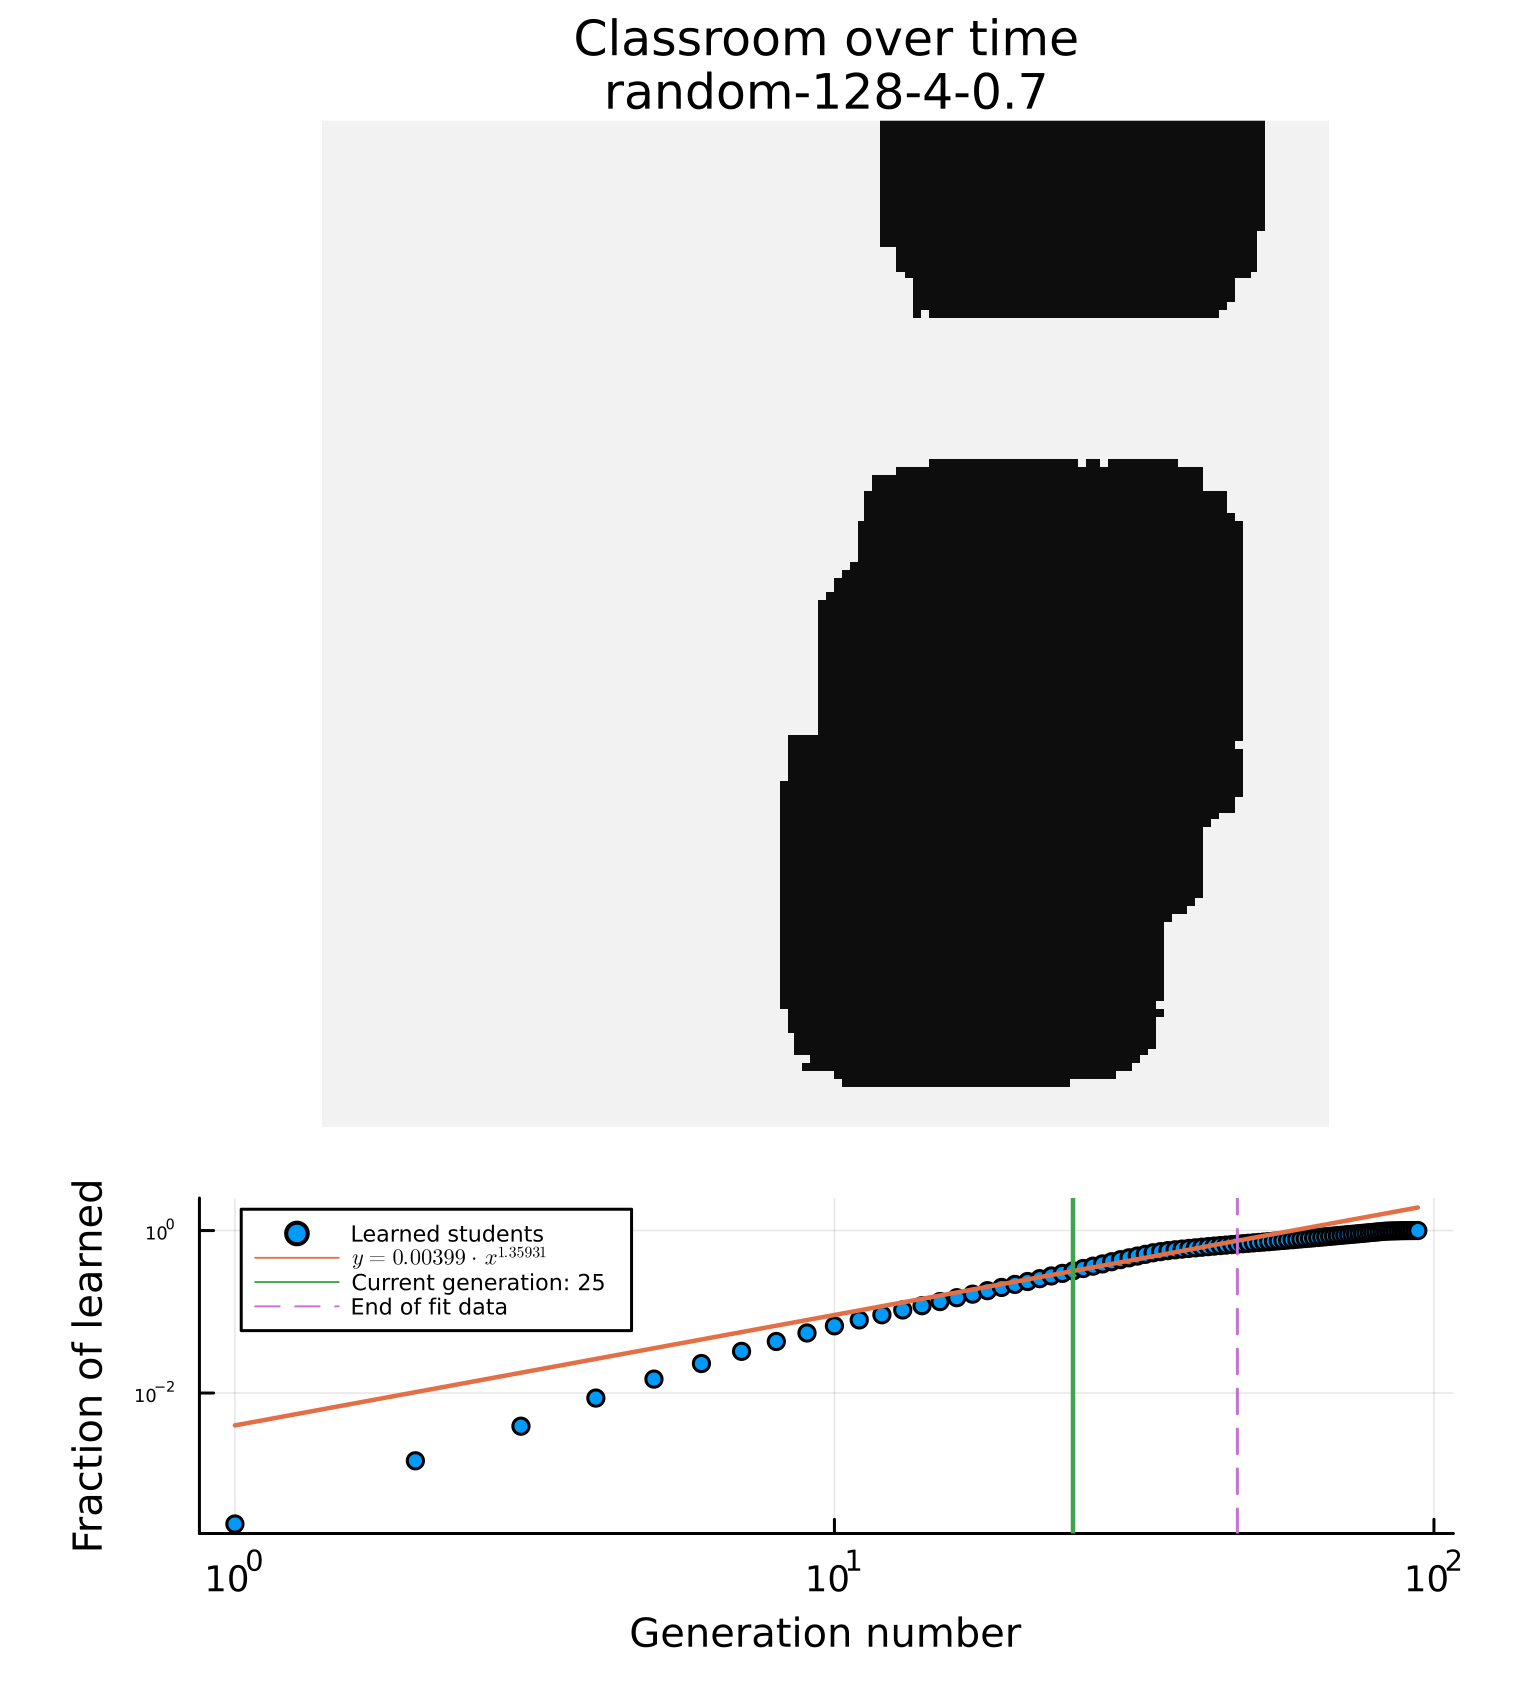 Classroom over time
random-128-4-0.7
Fraction of learned
10^0
10^-2
Learned students
y = 0.00399 · x^1.35931
Current generation: 25
End of fit data
10^0 10^1 10^2
Generation number